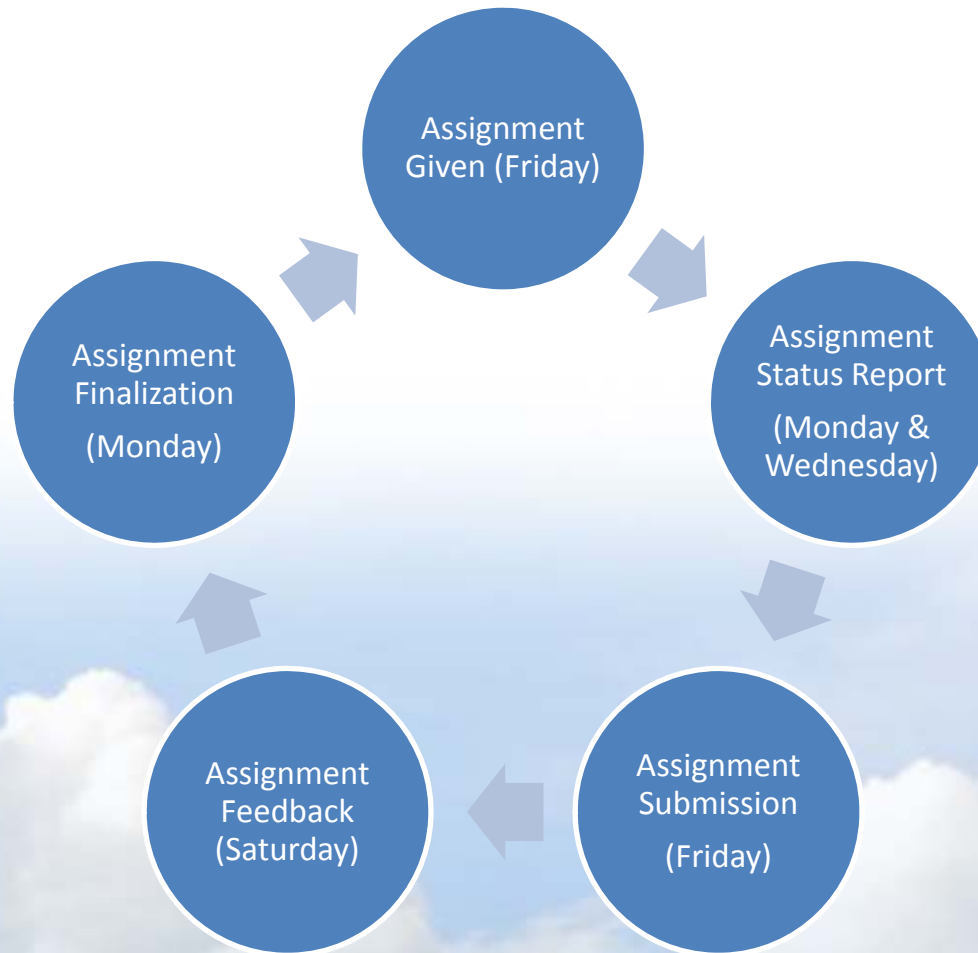 Assignment
Given (Friday)
Assignment
Status Report
(Monday &
Wednesday)
Assignment
Submission
(Friday)
Assignment
Feedback
(Saturday)
Assignment
Finalization
(Monday)